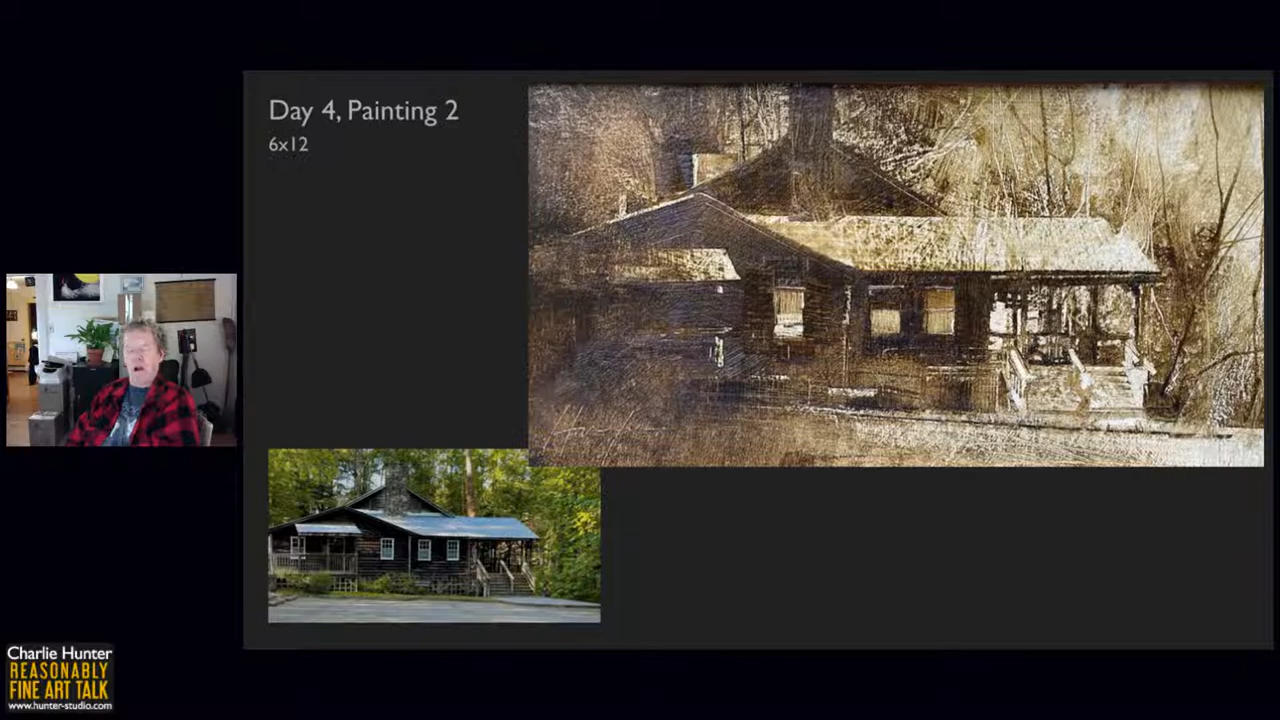 Day 4, Painting 2
6x12
Charlie Hunter
REASONABLY
FINE ART TALK
www.hunter-studio.com